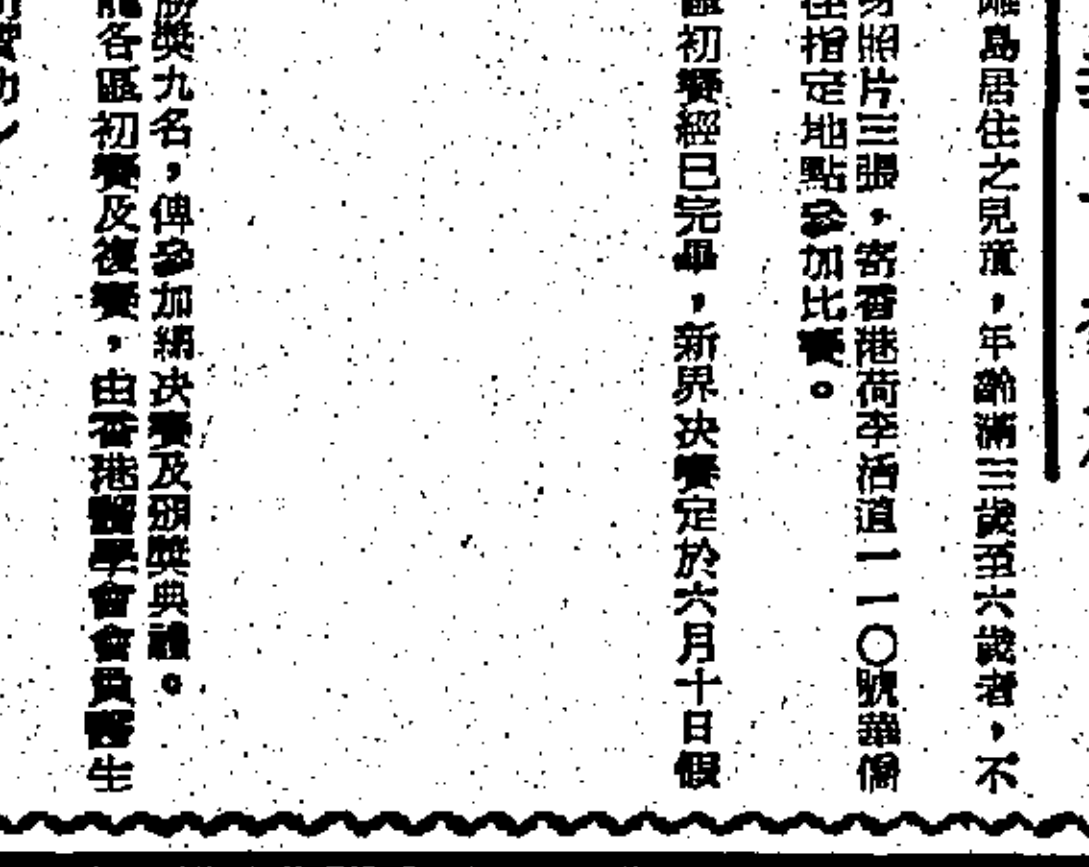 離島居住之兒童，年齡滿三歲至六歲者，不
身照片三張，寄香港荷李活道一一〇號華僑
往指定地點參加比賽。
區初賽經已完畢，新界決賽定於六月十日假
勝獎九名，俾參加總決賽及頒獎典禮。
龍各區初賽及復賽，由香港醫學會會員醫生